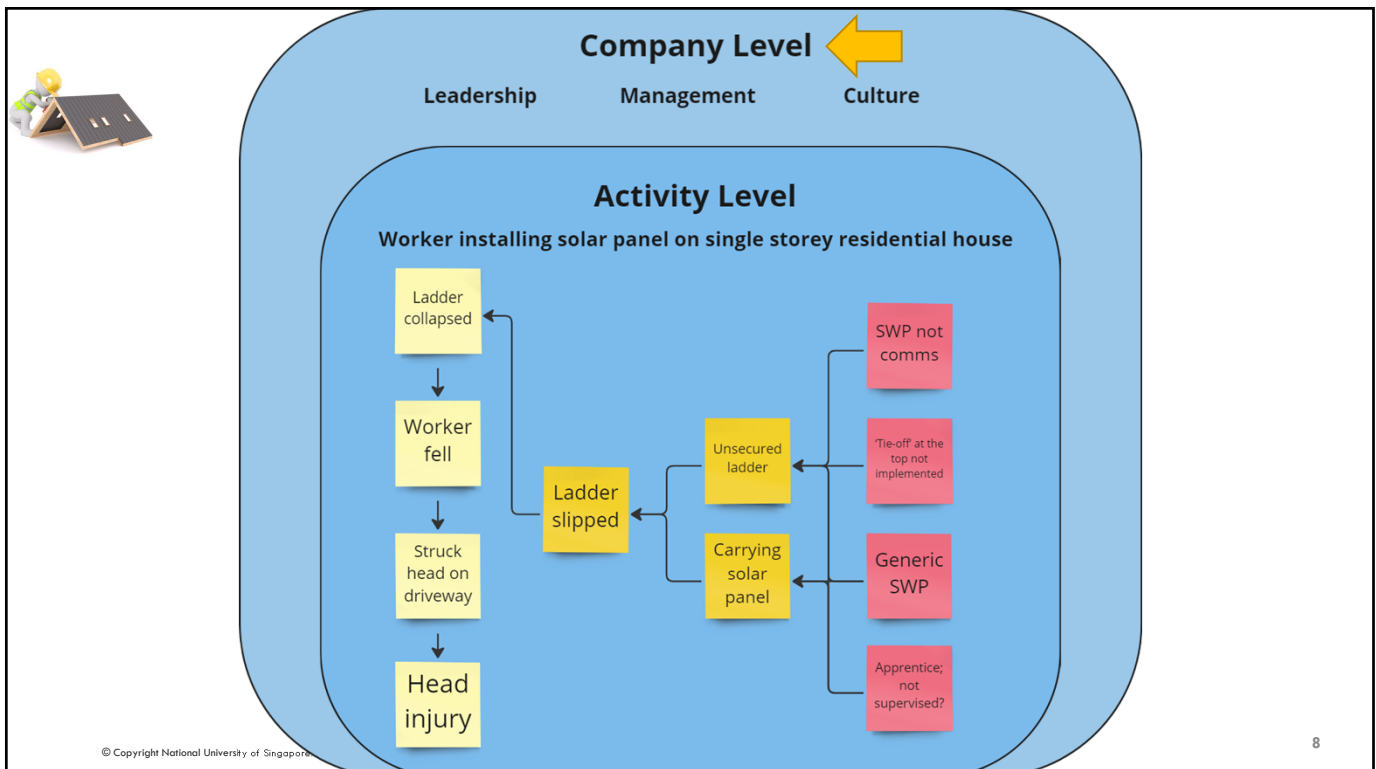 Company Level
Leadership Management Culture
Activity Level
Worker installing solar panel on single storey residential house
Ladder
collapsed
Worker
fell
Struck
head on
driveway
Head
injury
Ladder
slipped
Unsecured
ladder
Carrying
solar
panel
SWP not
comms
'Tie-off' at the
top not
implemented
Generic
SWP
Apprentice;
not
supervised?
© Copyright National University of Singapore.
8